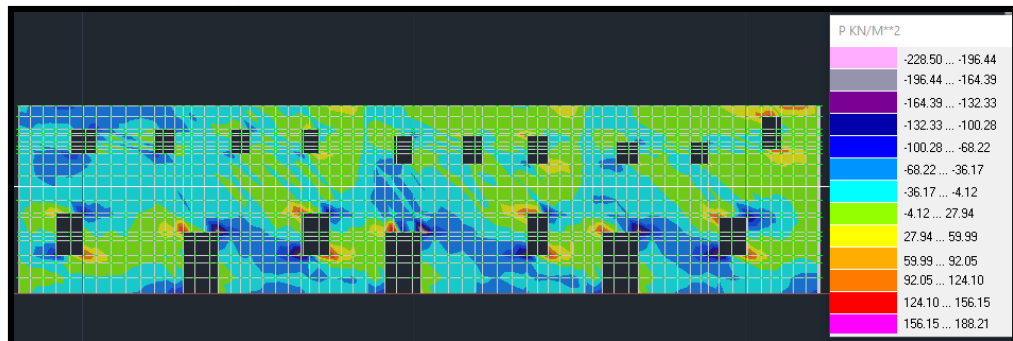 P KN/M**2
-228.50 ... -196.44
-196.44 ... -164.39
-164.39 ... -132.33
-132.33 ... -100.28
-100.28 ... -68.22
-68.22 ... -36.17
-36.17 ... -4.12
-4.12 ... 27.94
27.94 ... 59.99
59.99 ... 92.05
92.05 ... 124.10
124.10 ... 156.15
156.15 ... 188.21